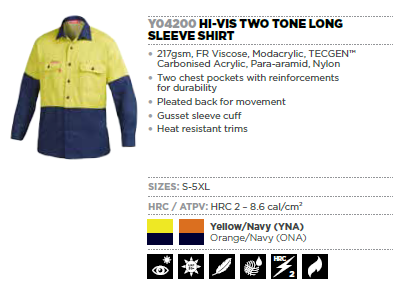 Y04200 HI-VIS TWO TONE LONG
SLEEVE SHIRT
• 217gsm, FR Viscose, Modacrylic, TECGEN™
Carbonised Acrylic, Para-aramid, Nylon
• Two chest pockets with reinforcements
for durability
• Pleated back for movement
• Gusset sleeve cuff
• Heat resistant trims
SIZES: S-5XL
HRC / ATPV: HRC 2 – 8.6 cal/cm²
Yellow/Navy (YNA)
Orange/Navy (ONA)
HRC
2